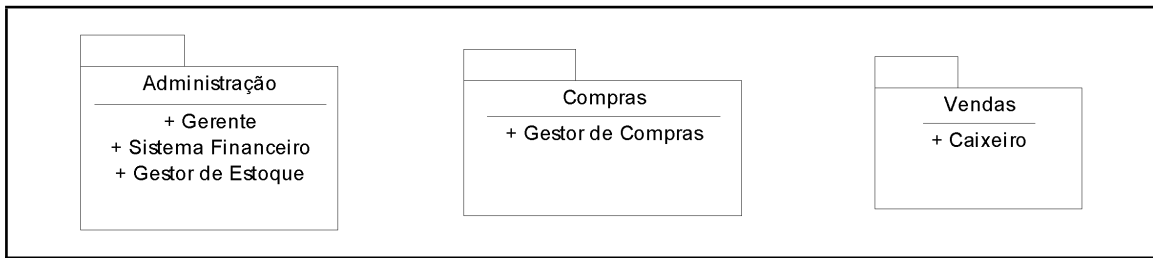 Administração
+ Gerente
+ Sistema Financeiro
+ Gestor de Estoque
Compras
+ Gestor de Compras
Vendas
+ Caixeiro